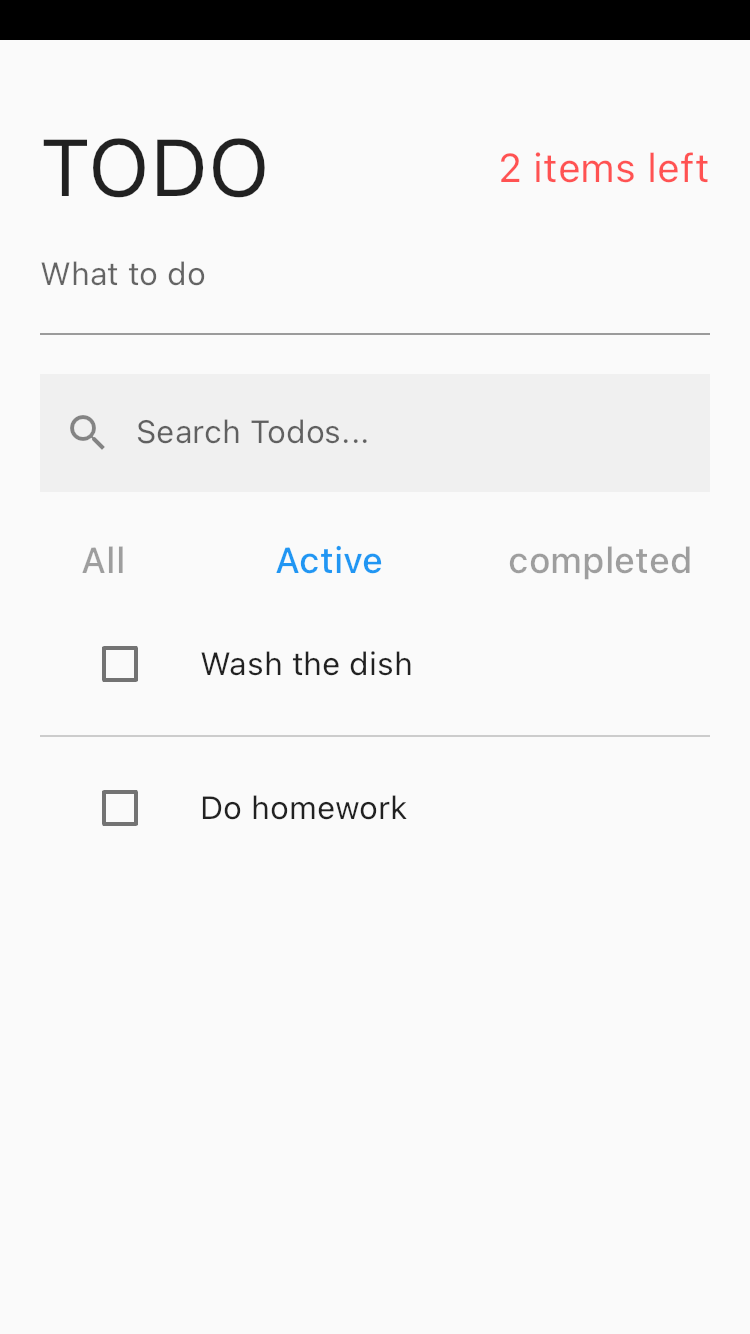 TODO
2 items left
What to do
Search Todos...
All Active completed
Wash the dish
Do homework